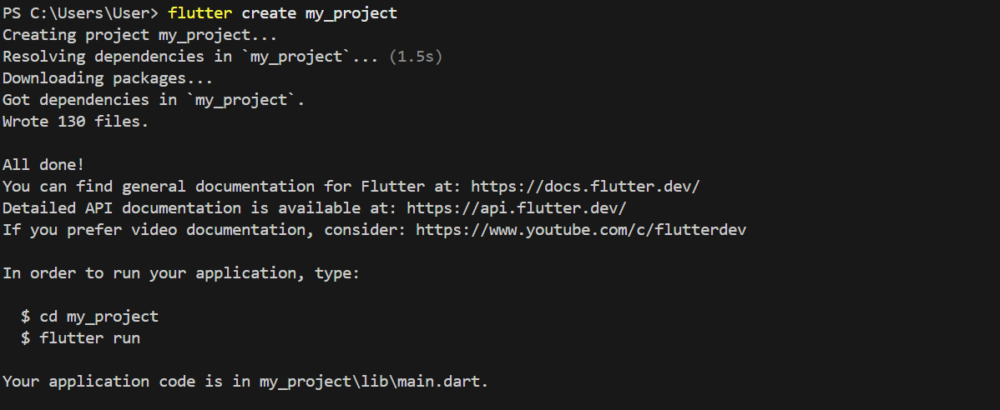 PS C:\Users\User> flutter create my_project
Creating project my_project...
Resolving dependencies in `my_project`... (1.5s)
Downloading packages...
Got dependencies in `my_project`.
Wrote 130 files.

All done!
You can find general documentation for Flutter at: https://docs.flutter.dev/
Detailed API documentation is available at: https://api.flutter.dev/
If you prefer video documentation, consider: https://www.youtube.com/c/flutterdev

In order to run your application, type:

  $ cd my_project
  $ flutter run

Your application code is in my_project\lib\main.dart.